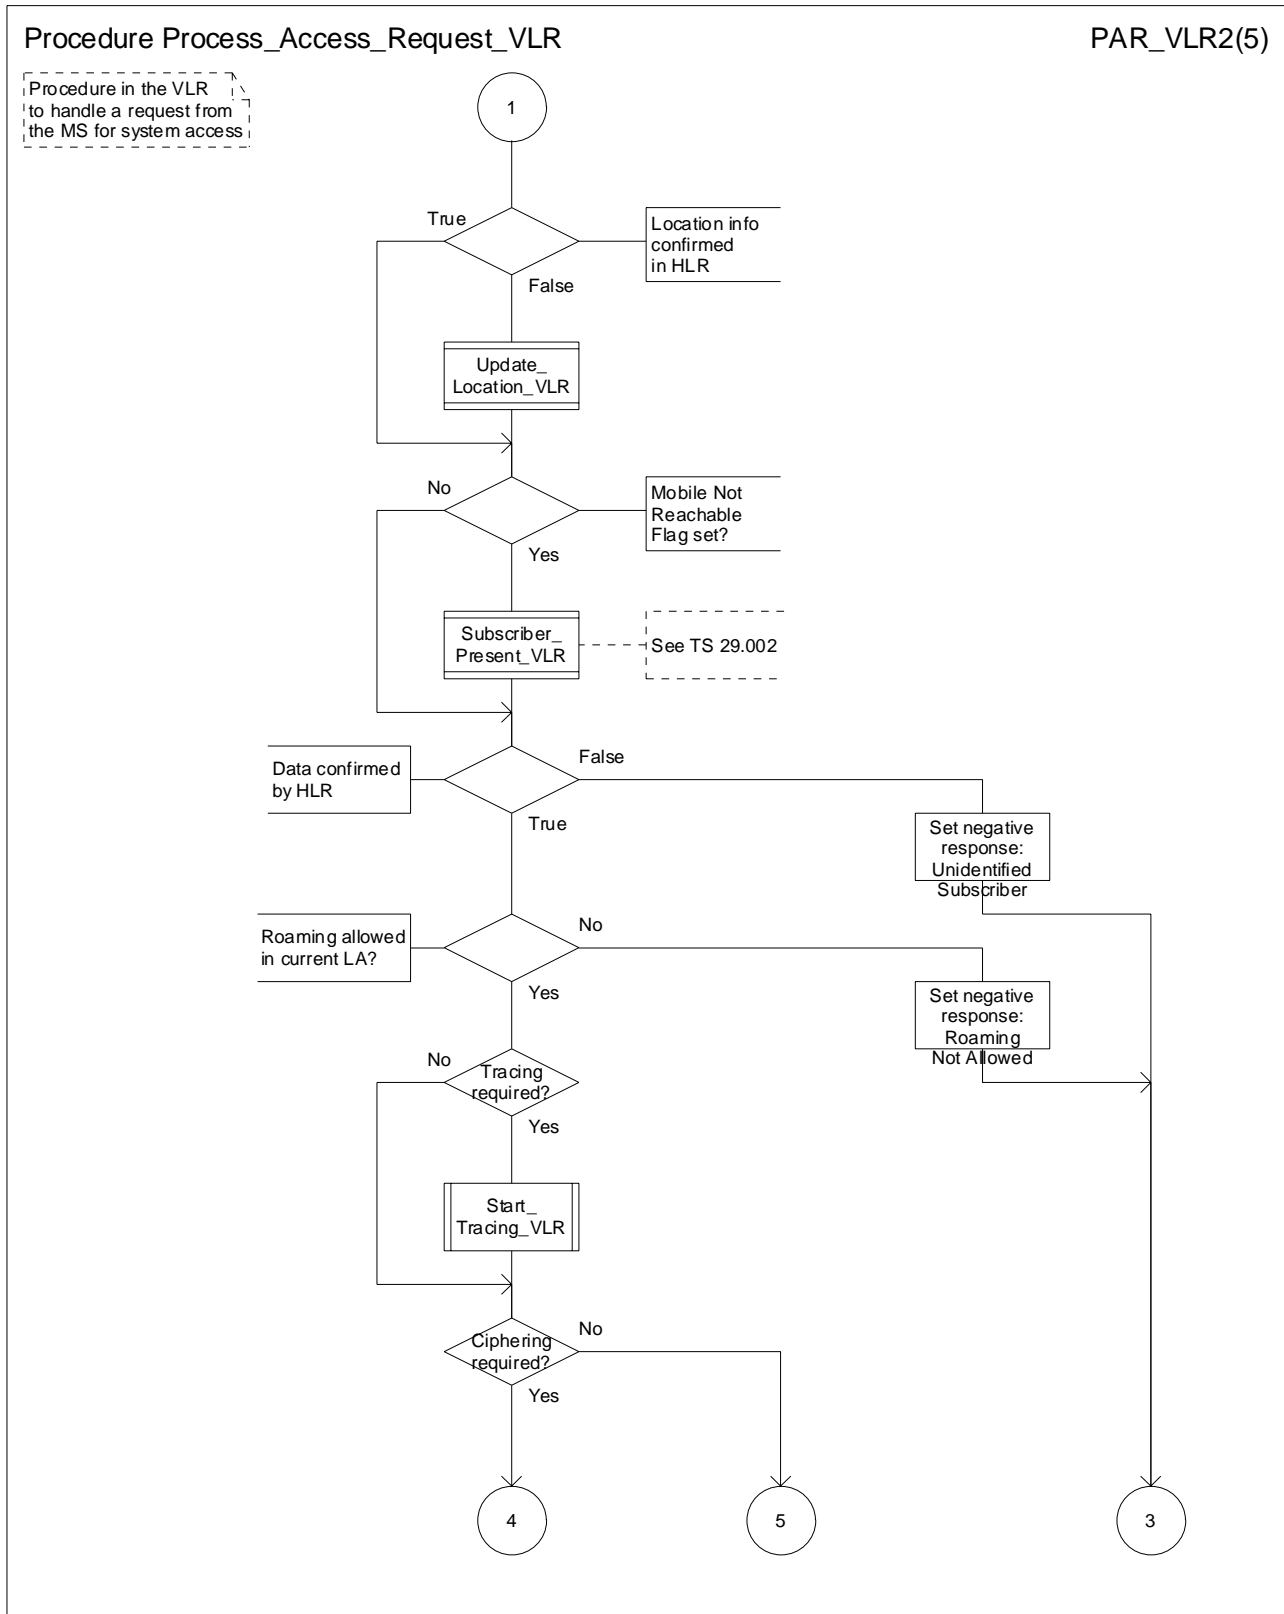 Procedure Process_Access_Request_VLR
PAR_VLR2(5)
Procedure in the VLR
to handle a request from
the MS for system access
1
True
Location info
confirmed
in HLR
False
Update_
Location_VLR
No
Mobile Not
Reachable
Flag set?
Yes
Subscriber_
Present_VLR
See TS 29.002
Data confirmed
by HLR
False
True
Set negative
response:
Unidentified
Subscriber
Roaming allowed
in current LA?
No
Yes
Set negative
response:
Roaming
Not Allowed
No
Tracing
required?
Yes
Start_
Tracing_VLR
Ciphering
required?
No
Yes
4
5
3